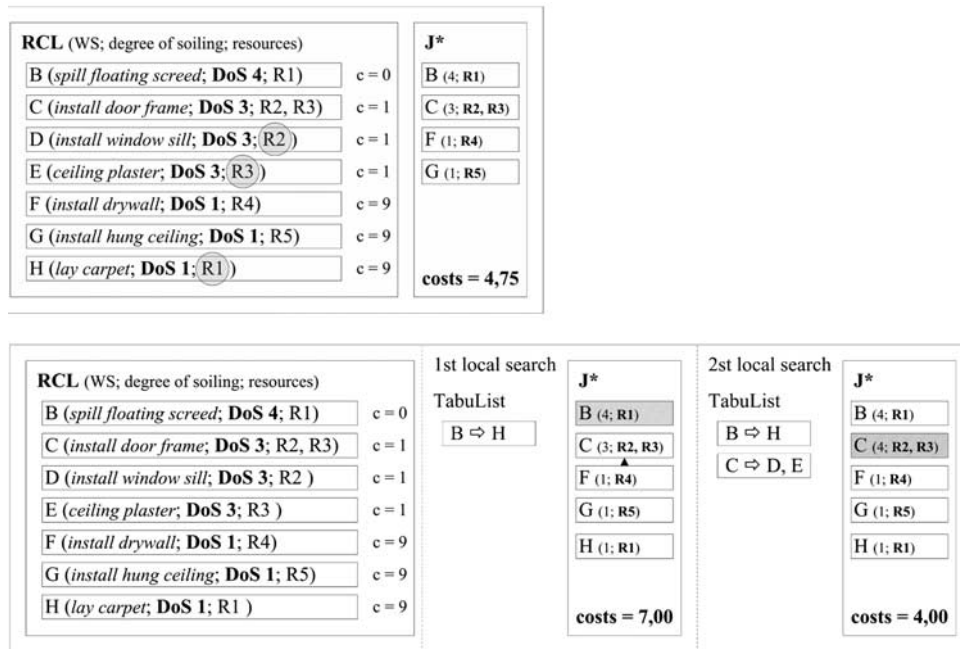 RCL (WS; degree of soiling; resources)
B (spill floating screed; DoS 4; R1) c = 0
C (install door frame; DoS 3; R2, R3) c = 1
D (install window sill; DoS 3; R2 ) c = 1
E (ceiling plaster; DoS 3; R3 ) c = 1
F (install drywall; DoS 1; R4) c = 9
G (install hung ceiling; DoS 1; R5) c = 9
H (lay carpet; DoS 1; R1 ) c = 9
J*
B (4; R1)
C (3; R2, R3)
F (1; R4)
G (1; R5)
costs = 4,75
RCL (WS; degree of soiling; resources)
B (spill floating screed; DoS 4; R1) c = 0
C (install door frame; DoS 3; R2, R3) c = 1
D (install window sill; DoS 3; R2 ) c = 1
E (ceiling plaster; DoS 3; R3 ) c = 1
F (install drywall; DoS 1; R4) c = 9
G (install hung ceiling; DoS 1; R5) c = 9
H (lay carpet; DoS 1; R1 ) c = 9
1st local search
TabuList
B ⇨ H
J*
B (4; R1)
C (3; R2, R3)
F (1; R4)
G (1; R5)
H (1; R1)
costs = 7,00
2st local search
TabuList
B ⇨ H
C ⇨ D, E
J*
B (4; R1)
C (4; R2, R3)
F (1; R4)
G (1; R5)
H (1; R1)
costs = 4,00